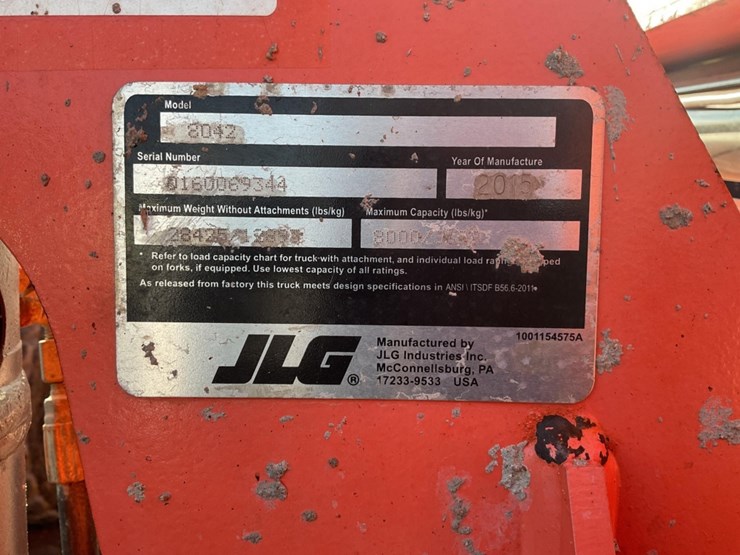 Model
8042
Serial Number
0160069344
Year Of Manufacture
2015
Maximum Weight Without Attachments (lbs/kg)
28425
Maximum Capacity (lbs/kg)*
8000
* Refer to load capacity chart for truck with attachment, and individual load
on forks, if equipped. Use lowest capacity of all ratings.
As released from factory this truck meets design specifications in ANSI \ ITSDF B56.6-2011
JLG ®
Manufactured by
JLG Industries Inc.
McConnellsburg, PA
17233-9533 USA
1001154575A